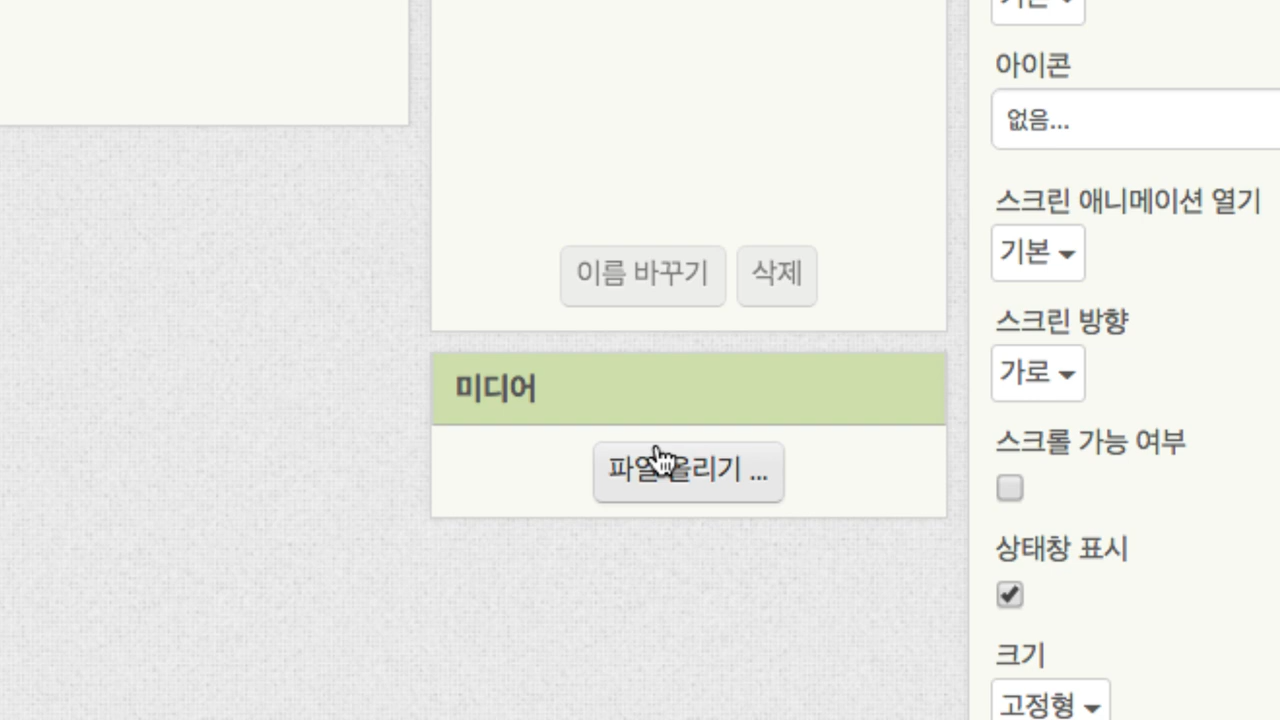 이름 바꾸기
삭제
미디어
파일 올리기 ...
아이콘
없음...
스크린 애니메이션 열기
기본
스크린 방향
가로
스크롤 가능 여부
상태창 표시
크기
고정형